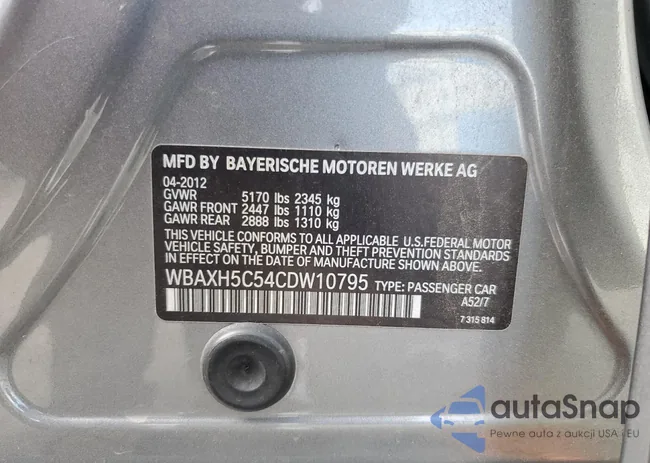 MFD BY BAYERISCHE MOTOREN WERKE AG
04-2012
GVWR 5170 lbs 2345 kg
GAWR FRONT 2447 lbs 1110 kg
GAWR REAR 2888 lbs 1310 kg
THIS VEHICLE CONFORMS TO ALL APPLICABLE U.S. FEDERAL MOTOR
VEHICLE SAFETY, BUMPER AND THEFT PREVENTION STANDARDS IN
EFFECT ON THE DATE OF MANUFACTURE SHOWN ABOVE.
WBAXH5C54CDW10795 TYPE: PASSENGER CAR
A52/7
7 315 814
autaSnap
Pewne auta z aukcji USA i EU